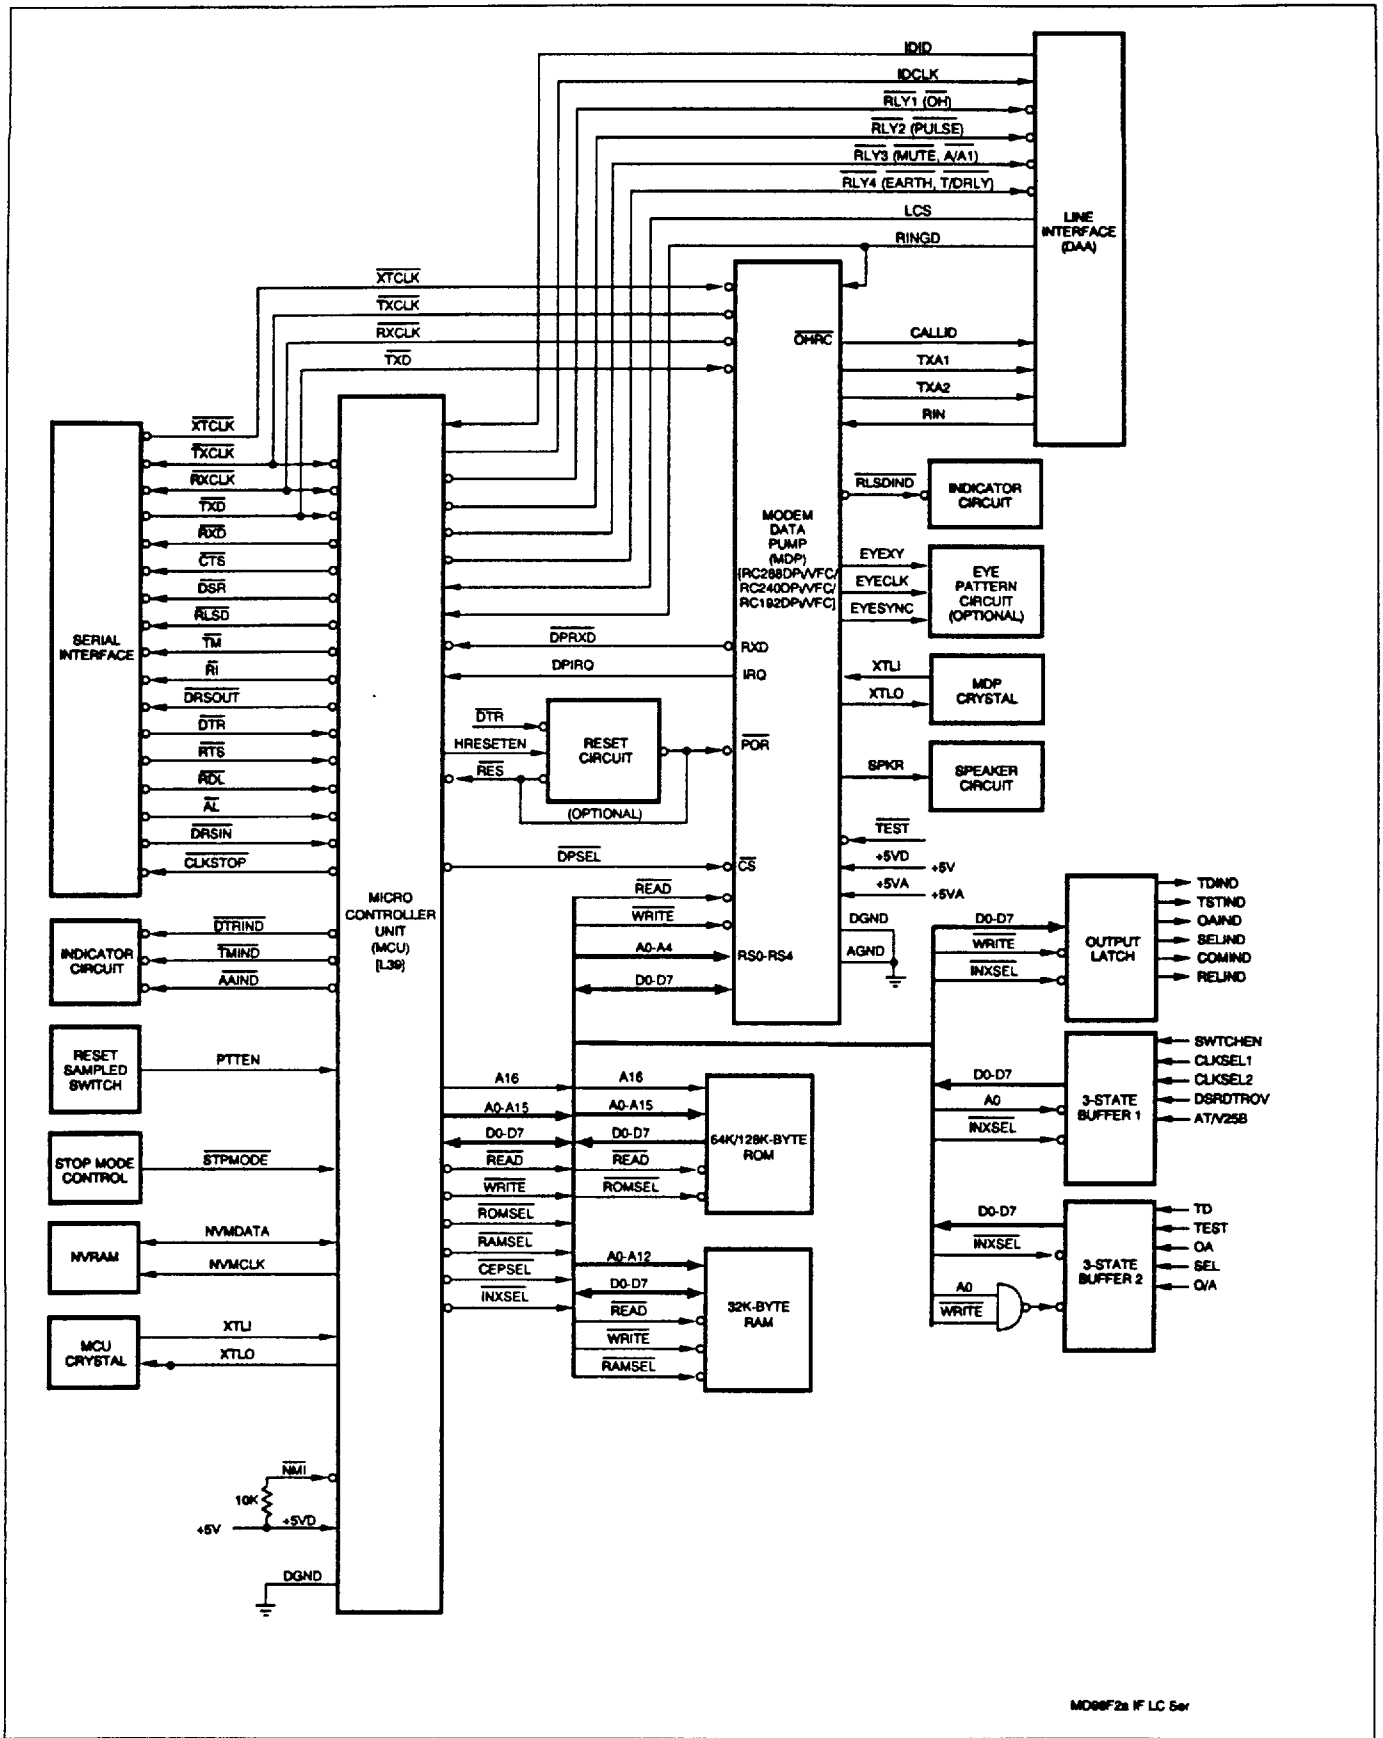 IDID
IDCLK
RLY1 (OH)
RLY2 (PULSE)
RLY3 (MUTE, A/A1)
RLY4 (EARTH, T/DRLY)
LCS
RINGD
LINE
INTERFACE
(DAA)
XTCLK
TXCLK
RXCLK
TXD
OHRC
CALLID
TXA1
TXA2
RIN
XTCLK
TXCLK
RXCLK
TXD
RXD
CTS
DSR
RLSD
TM
RI
DRSOUT
DTR
RTS
RDL
AL
DRSIN
CLKSTOP
SERIAL
INTERFACE
MODEM
DATA
PUMP
(MDP)
[RC288DPi/VFC/
RC240DPi/VFC/
RC192DPi/VFC]
RLSDIND
INDICATOR
CIRCUIT
EYEXY
EYECLK
EYESYNC
EYE
PATTERN
CIRCUIT
(OPTIONAL)
DPRXD
RXD
DPIRQ
IRQ
XTLI
XTLO
MDP
CRYSTAL
DTR
HRESETEN
RES
RESET
CIRCUIT
(OPTIONAL)
POR
SPKR
SPEAKER
CIRCUIT
TEST
+5VD
+5V
+5VA
+5VA
DGND
AGND
DPSEL
CS
READ
WRITE
A0-A4
RS0-RS4
D0-D7
MICRO
CONTROLLER
UNIT
(MCU)
[L39]
INDICATOR
CIRCUIT
DTRIND
TMIND
AAIND
D0-D7
WRITE
INXSEL
OUTPUT
LATCH
TDIND
TSTIND
OAIND
SELIND
COMIND
RELIND
RESET
SAMPLED
SWITCH
PTTEN
D0-D7
A0
INXSEL
3-STATE
BUFFER 1
SWTCHEN
CLKSEL1
CLKSEL2
DSRDTROV
AT/V25B
A16
A0-A15
D0-D7
READ
WRITE
ROMSEL
RAMSEL
CEPSEL
INXSEL
A16
A0-A15
D0-D7
READ
ROMSEL
64K/128K-BYTE
ROM
STOP MODE
CONTROL
STPMODE
D0-D7
INXSEL
A0
WRITE
3-STATE
BUFFER 2
TD
TEST
OA
SEL
O/A
NVRAM
NVMDATA
NVMCLK
A0-A12
D0-D7
READ
WRITE
RAMSEL
32K-BYTE
RAM
MCU
CRYSTAL
XTLI
XTLO
NMI
10K
+5V
+5VD
DGND
MD98F2a IF LC Ser